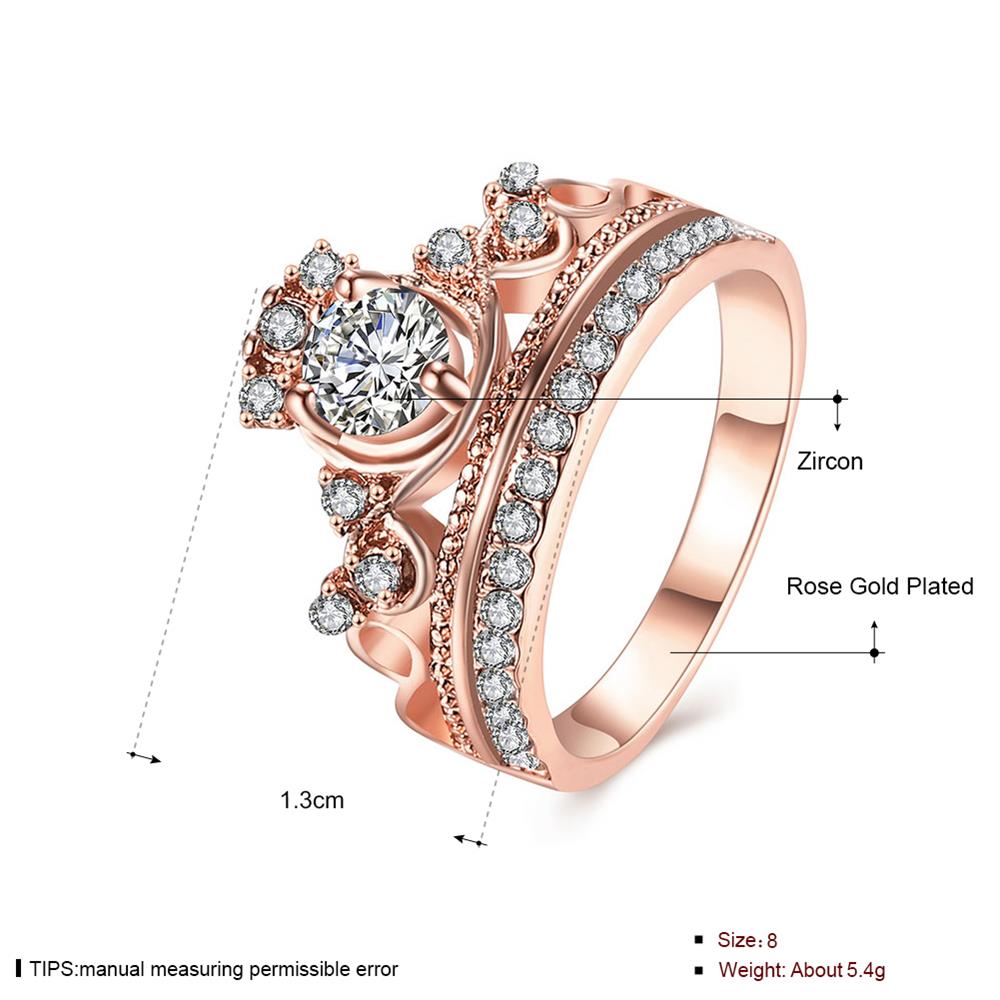 Zircon
Rose Gold Plated
1.3cm
Size: 8
TIPS:manual measuring permissible error
Weight: About 5.4g